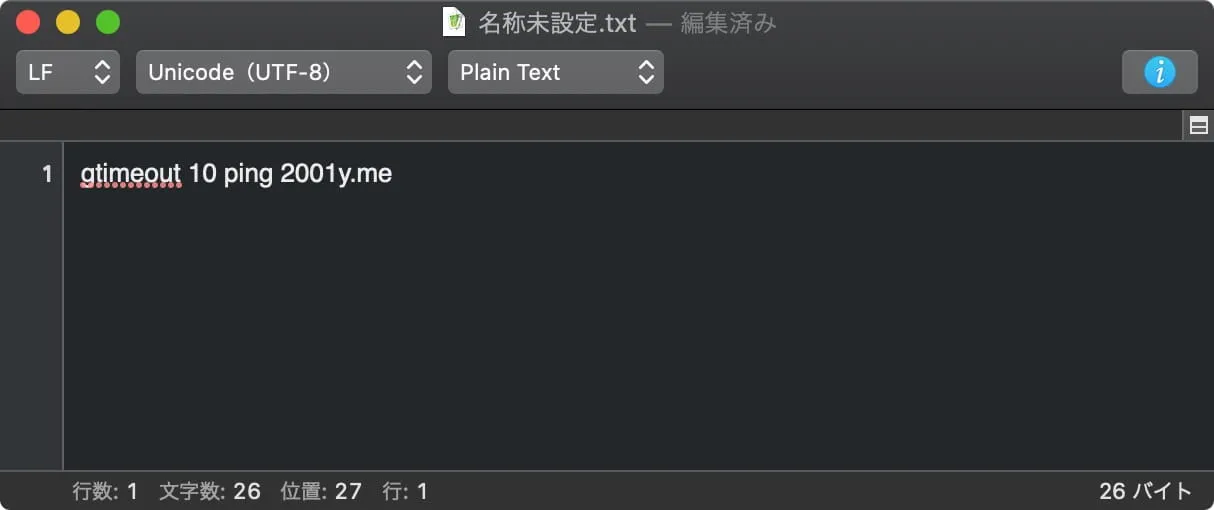 名称未設定.txt — 編集済み
LF Unicode（UTF-8） Plain Text
1 gtimeout 10 ping 2001y.me
行数: 1 文字数: 26 位置: 27 行: 1 26 バイト